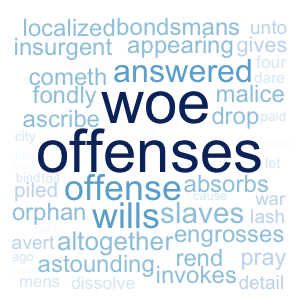 localized bondsmans unto
insurgent appearing gives
cometh answered four
dare
fondly woe malice
ascribe drop paid
city offenses
let
bind toil offense absorbs
piled cause war
orphan wills slaves lash
avert altogether engrosses
ago astounding rend pray
mens dissolve invokes detail